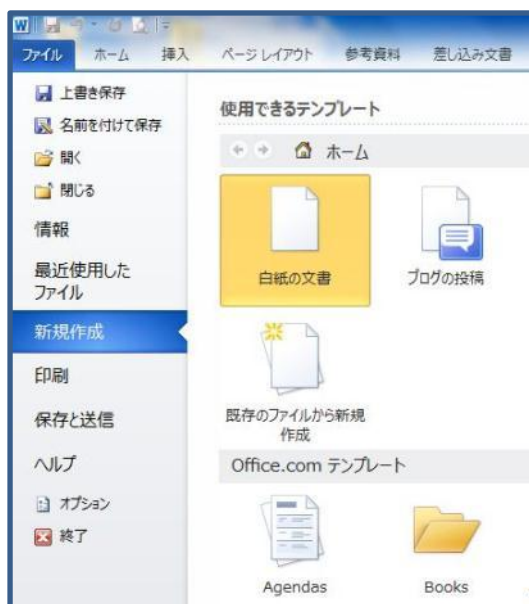 W
ファイル ホーム 挿入 ページ レイアウト 参考資料 差し込み文書
上書き保存
名前を付けて保存
開く
閉じる
情報
最近使用した
ファイル
新規作成
印刷
保存と送信
ヘルプ
オプション
終了
使用できるテンプレート
ホーム
白紙の文書 ブログの投稿
既存のファイルから新規
作成
Office.com テンプレート
Agendas Books